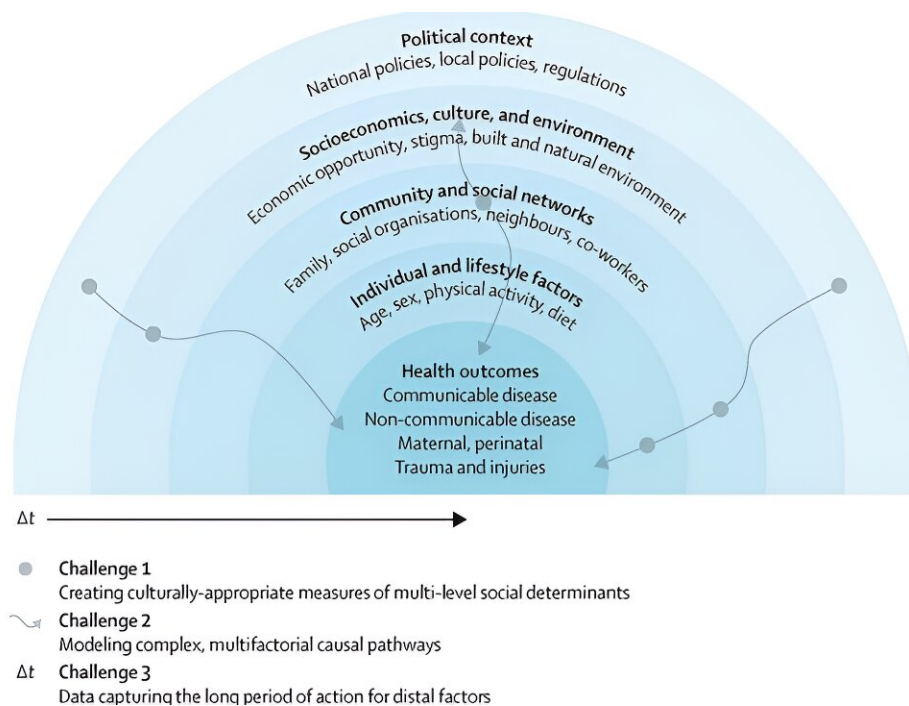 Political context
National policies, local policies, regulations
Socioeconomics, culture, and environment
Economic opportunity, stigma, built and natural environment
Community and social networks
Family, social organisations, neighbours, co-workers
Individual and lifestyle factors
Age, sex, physical activity, diet
Health outcomes
Communicable disease
Non-communicable disease
Maternal, perinatal
Trauma and injuries
Δt
Challenge 1
Creating culturally-appropriate measures of multi-level social determinants
Challenge 2
Modeling complex, multifactorial causal pathways
Δt Challenge 3
Data capturing the long period of action for distal factors